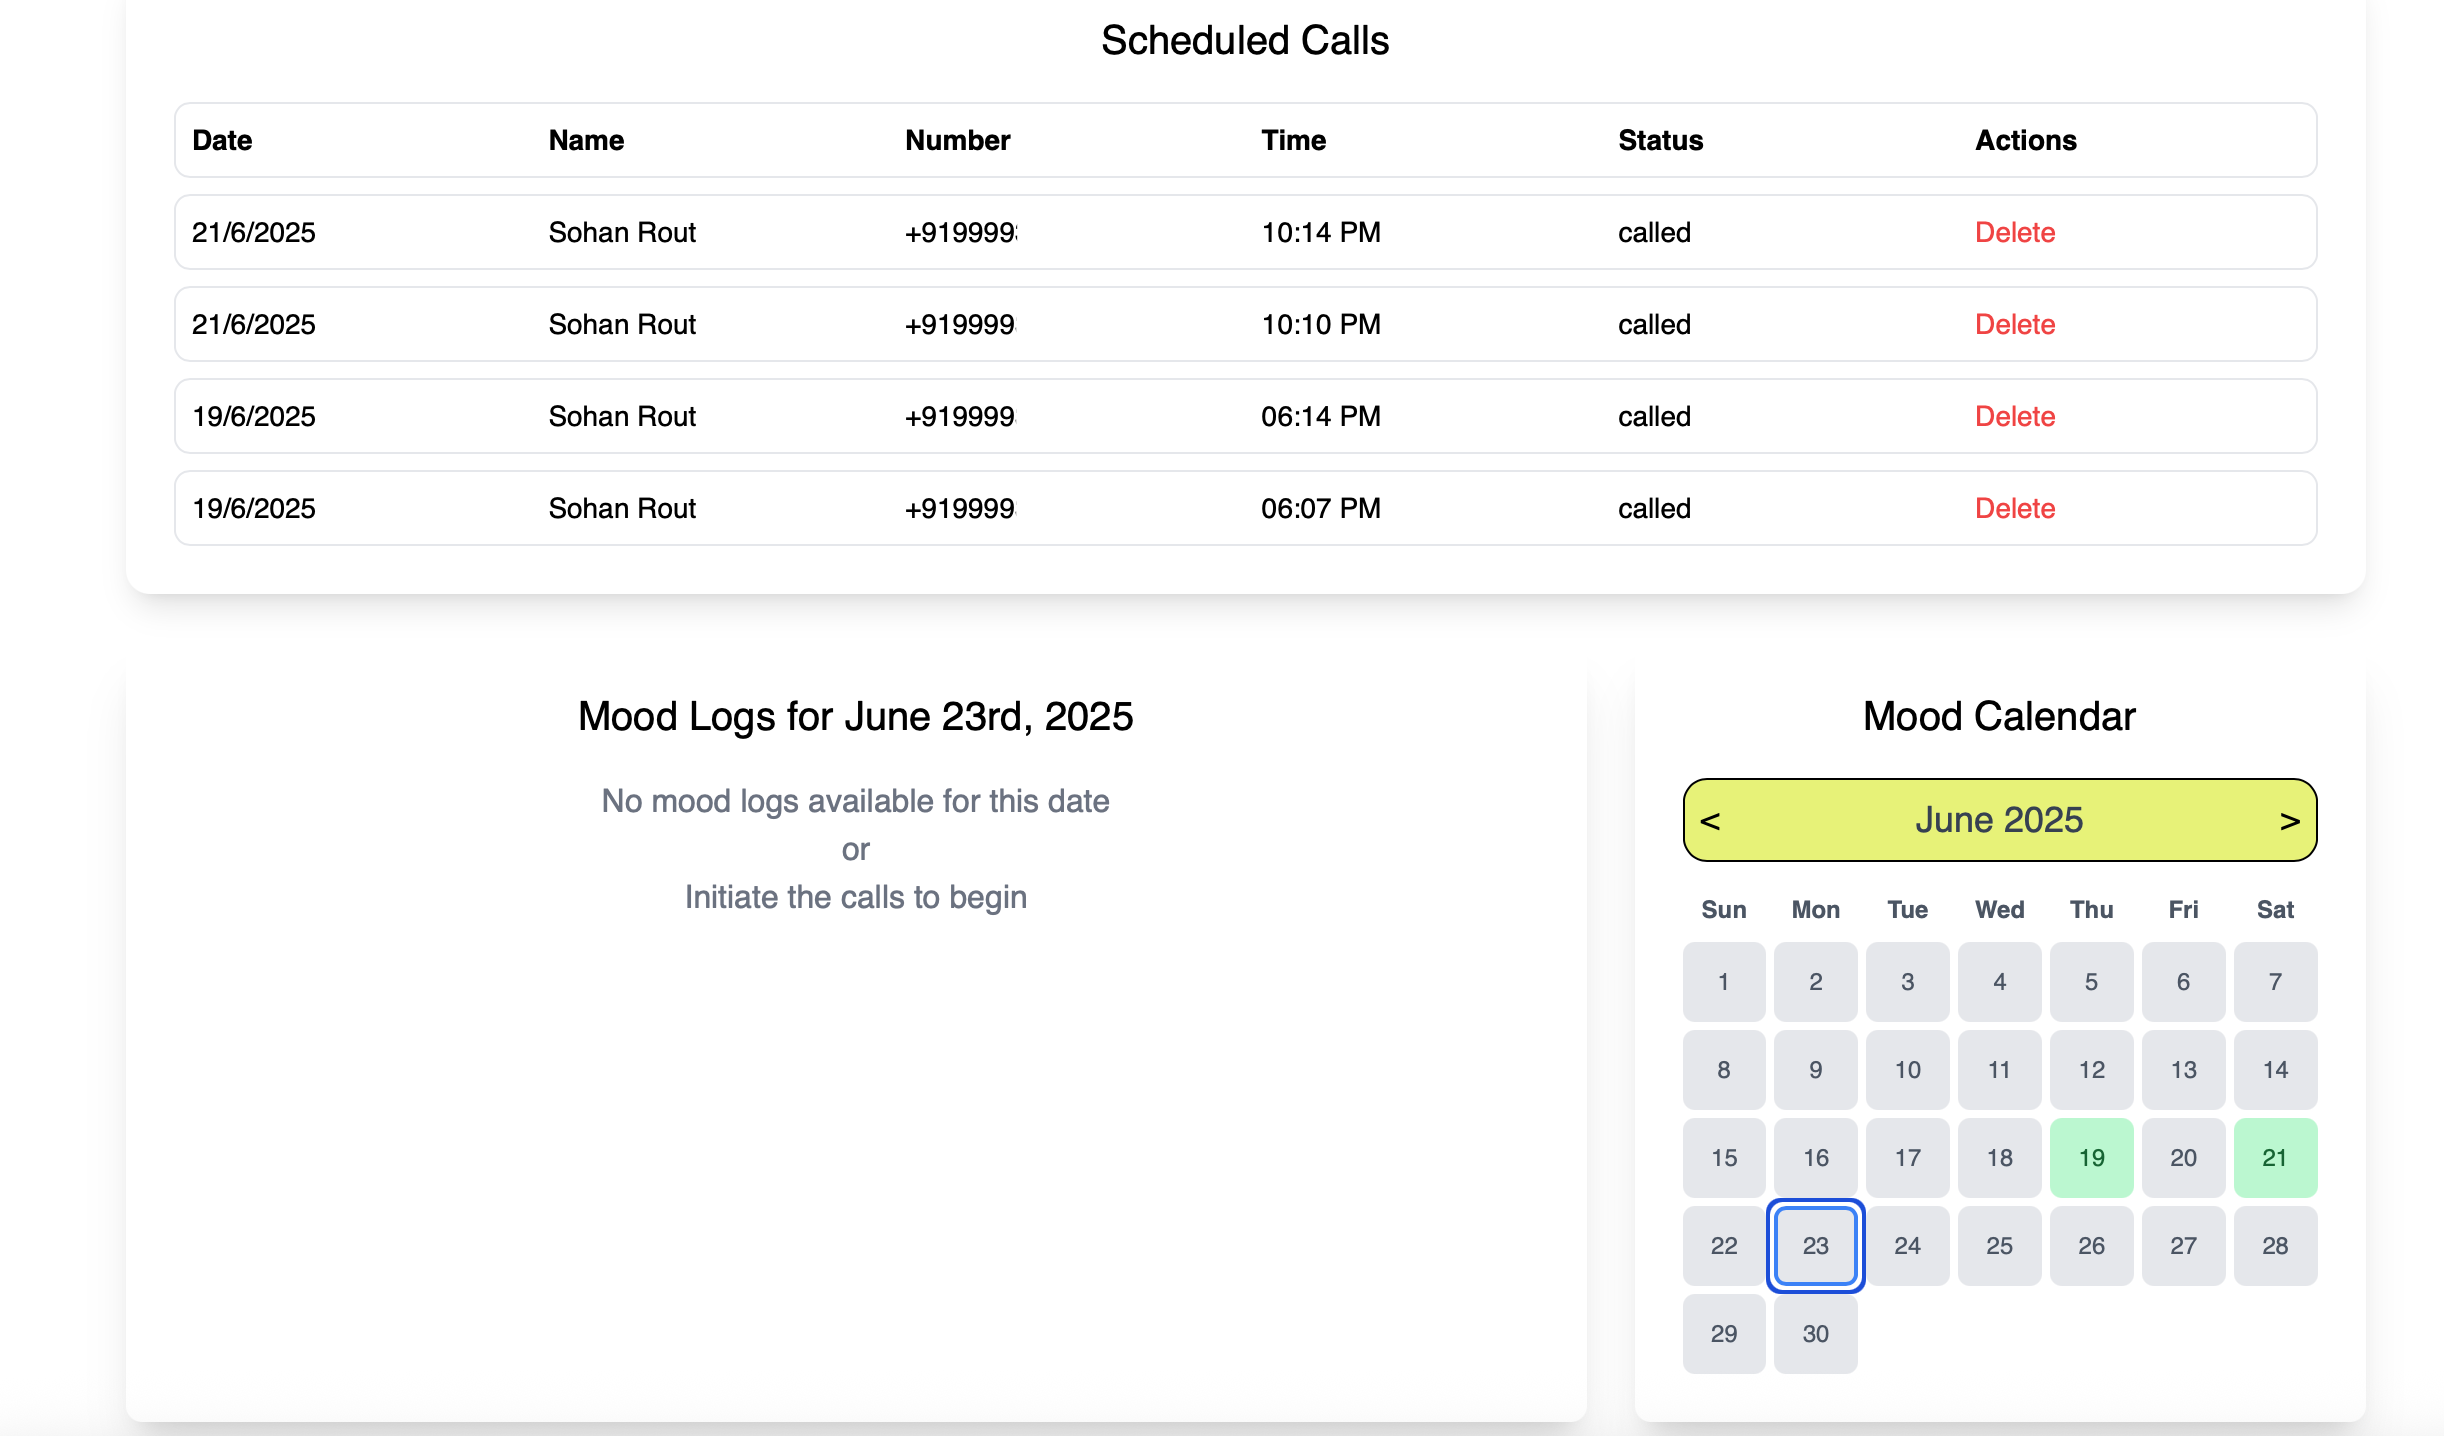 Scheduled Calls
Date Name Number Time Status Actions
21/6/2025 Sohan Rout +919999 10:14 PM called Delete
21/6/2025 Sohan Rout +919999 10:10 PM called Delete
19/6/2025 Sohan Rout +919999 06:14 PM called Delete
19/6/2025 Sohan Rout +919999 06:07 PM called Delete
Mood Logs for June 23rd, 2025
No mood logs available for this date
or
Initiate the calls to begin
Mood Calendar
< June 2025 >
Sun Mon Tue Wed Thu Fri Sat
1 2 3 4 5 6 7
8 9 10 11 12 13 14
15 16 17 18 19 20 21
22 23 24 25 26 27 28
29 30